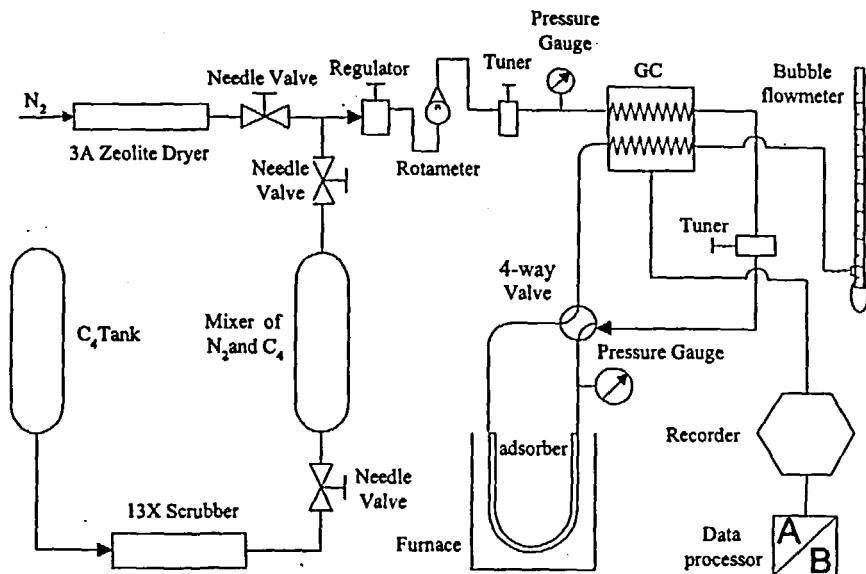 Pressure
Gauge
Needle Valve
Regulator
Tuner
GC
Bubble
flowmeter
N₂
3A Zeolite Dryer
Needle
Valve
Rotameter
Tuner
4-way
Valve
C₄Tank
Mixer of
N₂and C₄
Pressure Gauge
adsorber
Recorder
Needle
Valve
13X Scrubber
Furnace
Data
processor
A
B